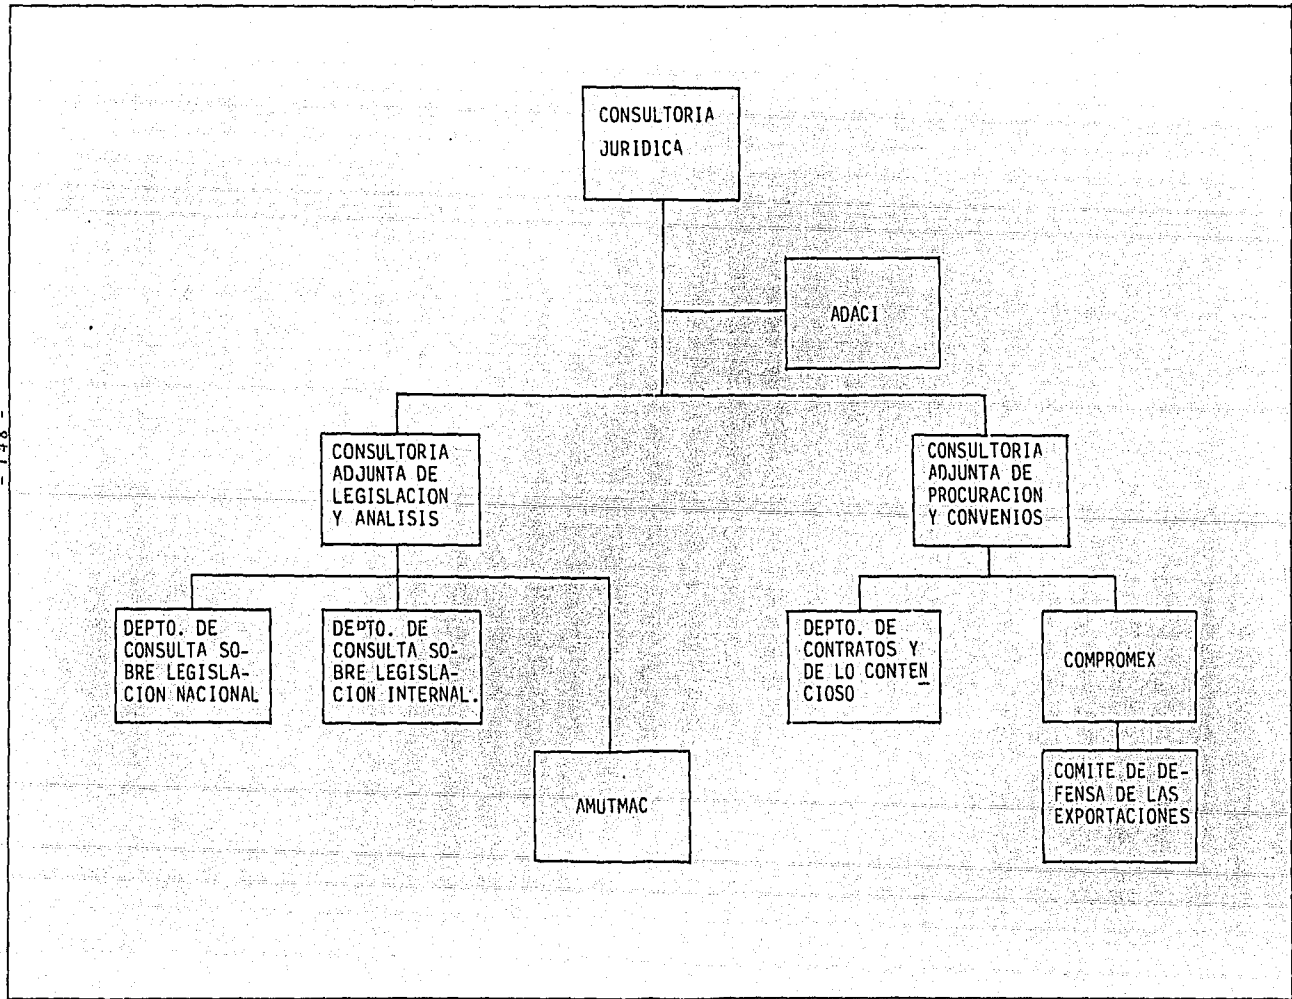 CONSULTORIA
JURIDICA
ADACI
- 148 -
CONSULTORIA
ADJUNTA DE
LEGISLACION
Y ANALISIS
CONSULTORIA
ADJUNTA DE
PROCURACION
Y CONVENIOS
DEPTO. DE
CONSULTA SO-
BRE LEGISLA-
CION NACIONAL
DEPTO. DE
CONSULTA SO-
BRE LEGISLA-
CION INTERNAL.
AMUTMAC
DEPTO. DE
CONTRATOS Y
DE LO CONTEN
CIOSO
COMPROMEX
COMITE DE DE-
FENSA DE LAS
EXPORTACIONES